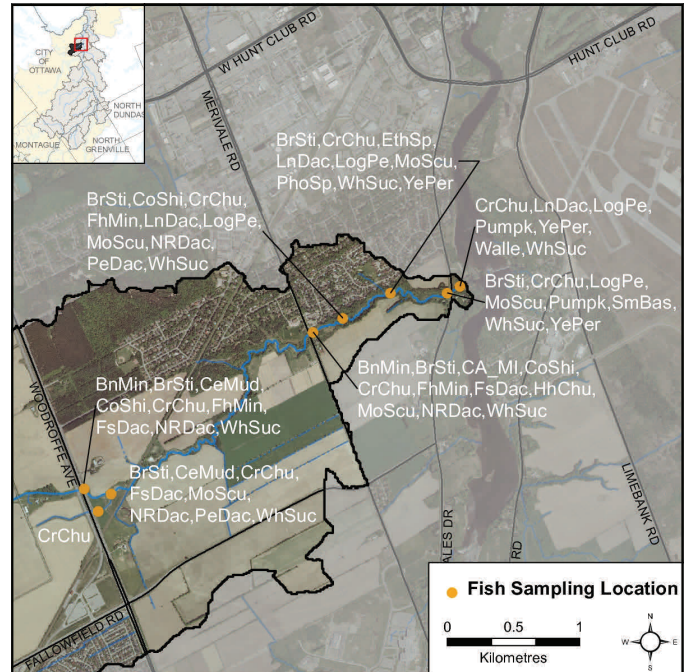 CITY OF
OTTAWA
NORTH
DUNDAS
MONTAGUE
NORTH
GRENVILLE
W HUNT CLUB RD
HUNT CLUB RD
MERIVALE RD
BrSti,CrChu,EthSp,
LnDac,LogPe,MoScu,
PhoSp,WhSuc,YePer
BrSti,CoShi,CrChu,
FhMin,LnDac,LogPe,
MoScu,NRDac,
PeDac,WhSuc
CrChu,LnDac,LogPe,
Pumpk,YePer,
Walle,WhSuc
BrSti,CrChu,LogPe,
MoScu,Pumpk,SmBas,
WhSuc,YePer
BnMin,BrSti,CA_MI,CoShi,
CrChu,FhMin,FsDac,HhChu,
MoScu,NRDac,WhSuc
WOODROFFE AVE
BnMin,BrSti,CeMud,
CoShi,CrChu,FhMin,
FsDac,NRDac,WhSuc
BrSti,CeMud,CrChu,
FsDac,MoScu,
NRDac,PeDac,WhSuc
CrChu
LIMEBANK RD
ALES DR
RD
FALLOWFIELD RD
Fish Sampling Location
0 0.5 1
Kilometres
N
W E
S